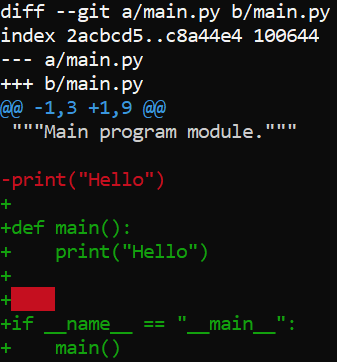 diff --git a/main.py b/main.py
index 2acbcd5..c8a44e4 100644
--- a/main.py
+++ b/main.py
@@ -1,3 +1,9 @@
 """Main program module."""

-print("Hello")
+
+def main():
+    print("Hello")
+
+
+if __name__ == "__main__":
+    main()